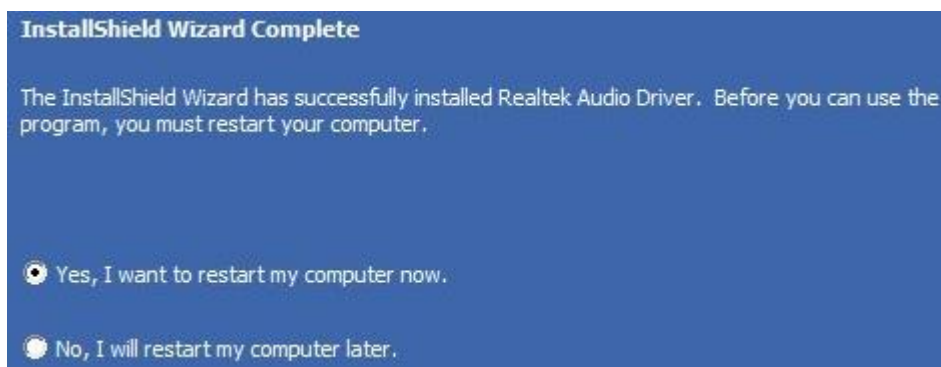 InstallShield Wizard Complete
The InstallShield Wizard has successfully installed Realtek Audio Driver.  Before you can use the
program, you must restart your computer.
Yes, I want to restart my computer now.
No, I will restart my computer later.